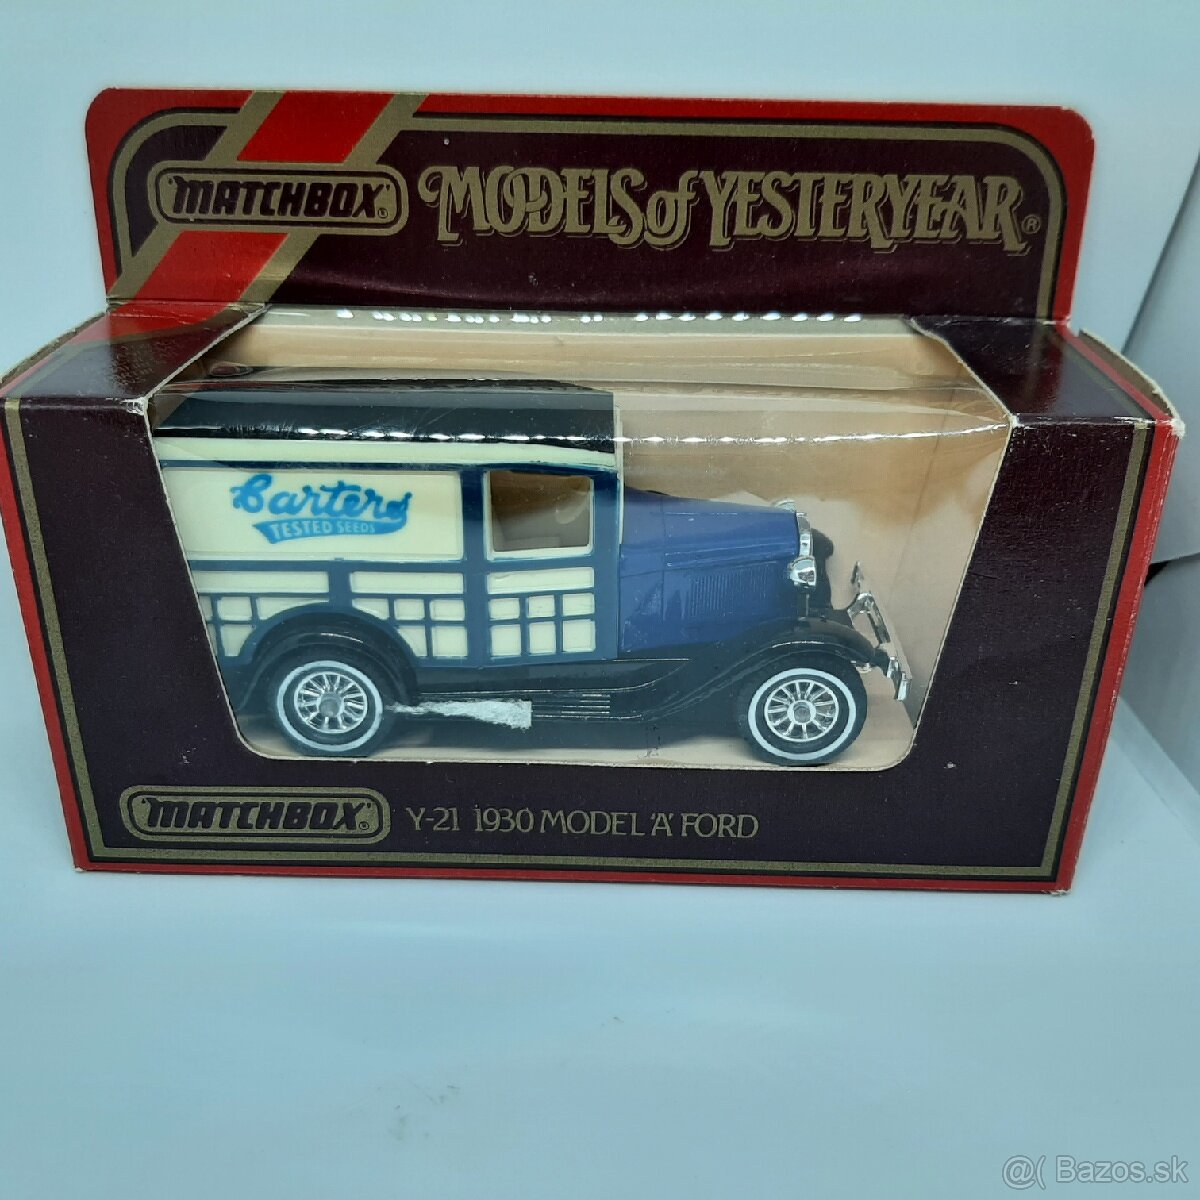 MATCHBOX®
MODELS of YESTERYEAR®
Carters
TESTED SEEDS
MATCHBOX® Y-21 1930 MODEL 'A' FORD
@( Bazos.sk